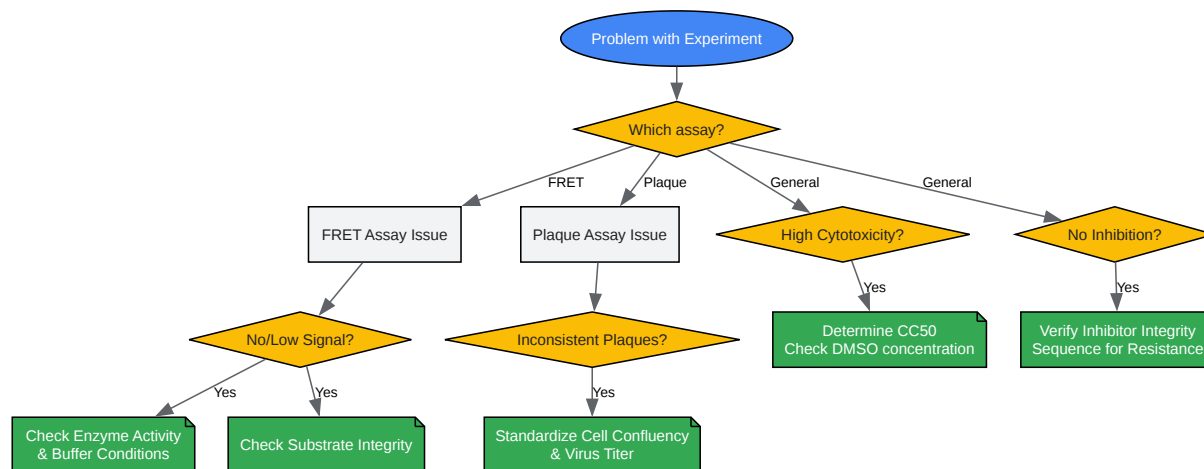 Problem with Experiment
Which assay?
FRET
Plaque
General
General
FRET Assay Issue
Plaque Assay Issue
High Cytotoxicity?
No Inhibition?
Yes
Yes
No/Low Signal?
Inconsistent Plaques?
Determine CC50
Check DMSO concentration
Verify Inhibitor Integrity
Sequence for Resistance
Yes
Yes
Yes
Check Enzyme Activity
& Buffer Conditions
Check Substrate Integrity
Standardize Cell Confluency
& Virus Titer